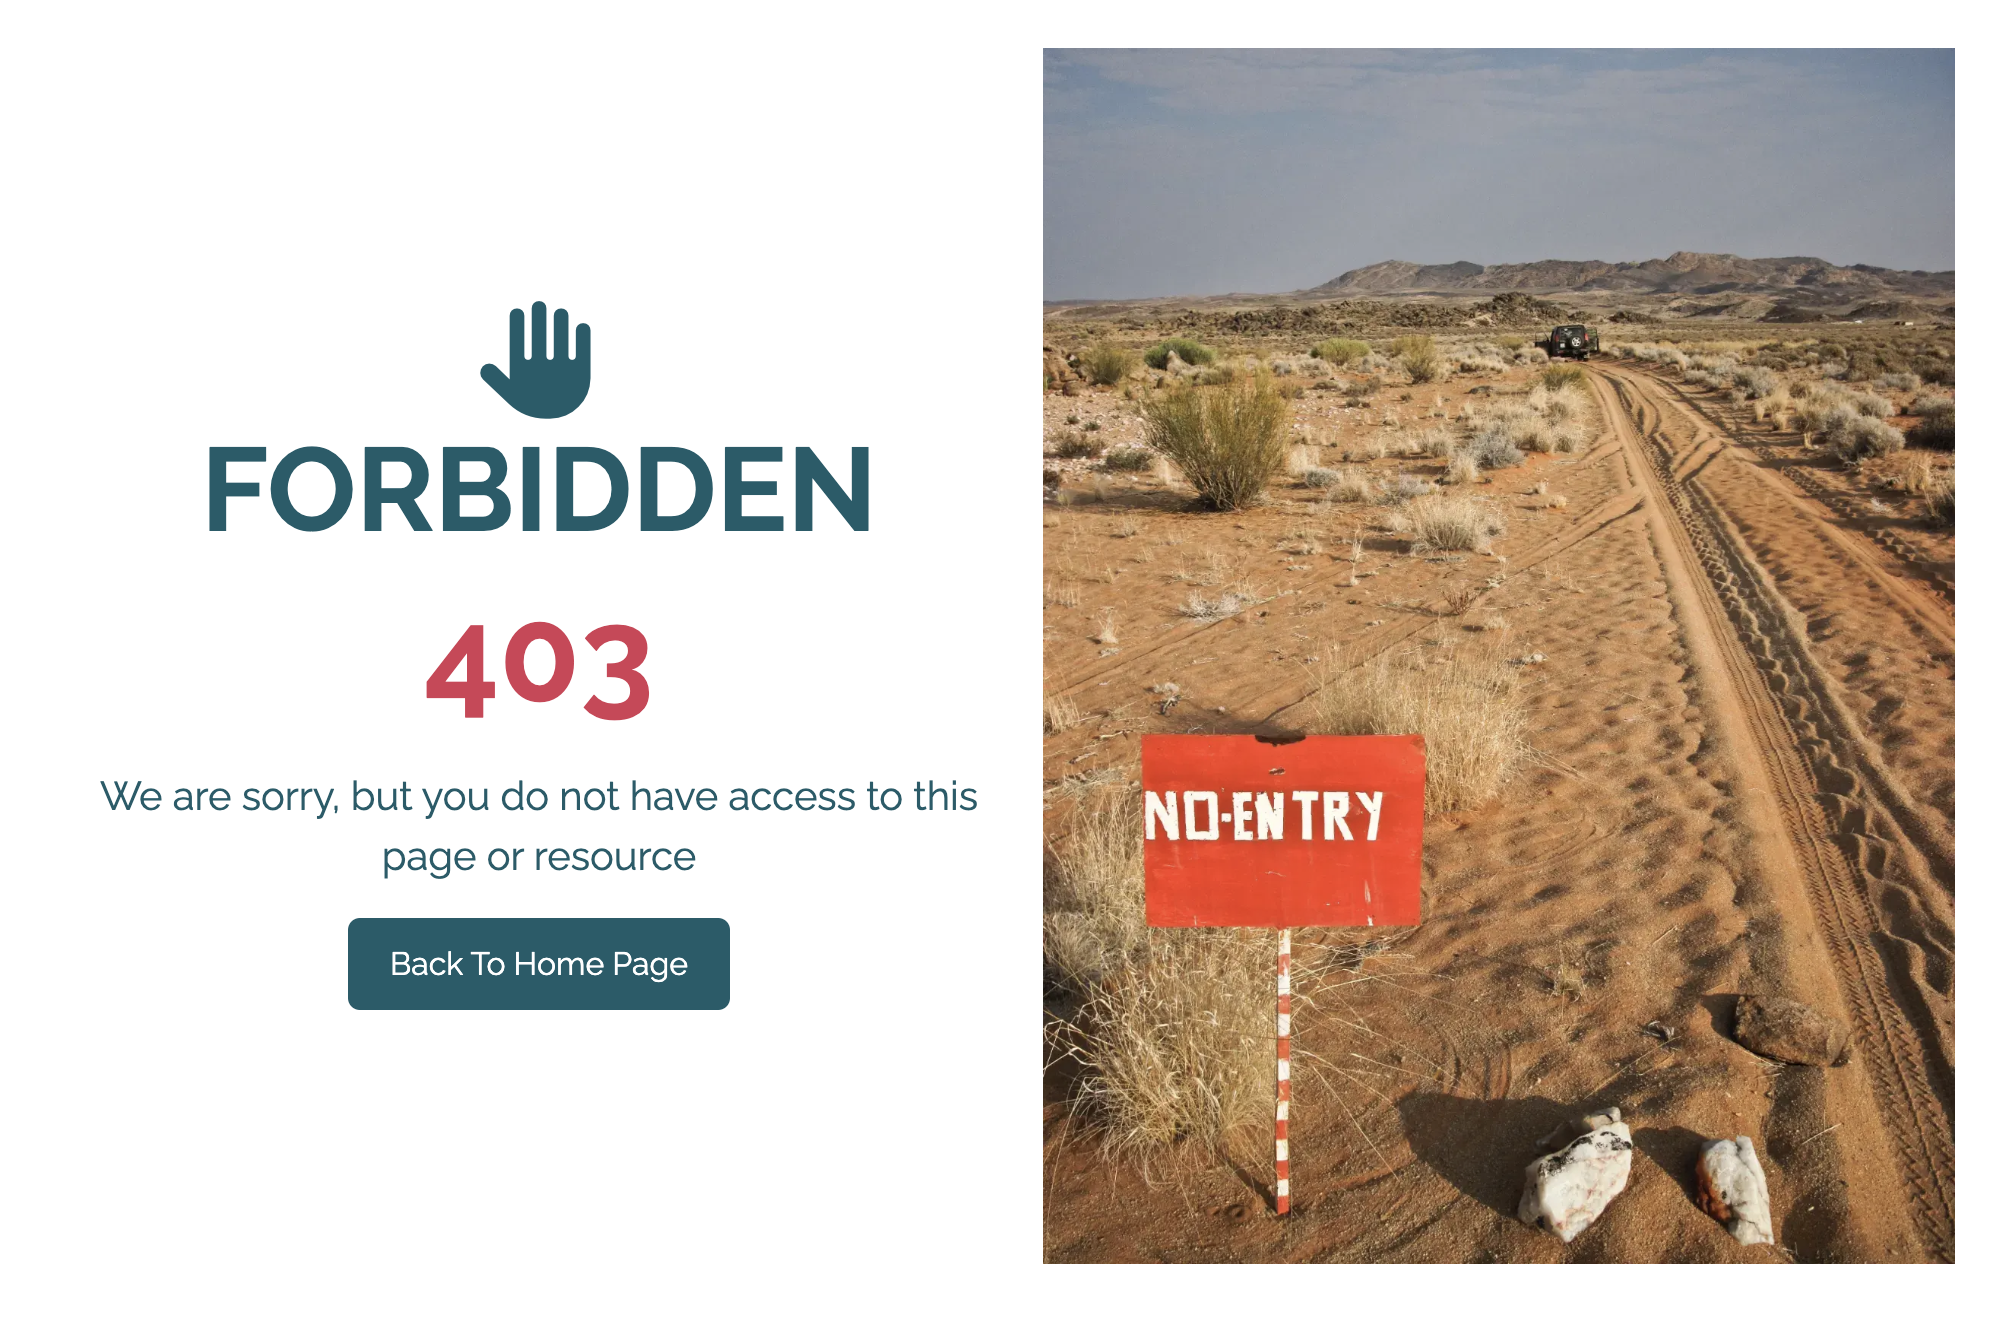 FORBIDDEN
403
We are sorry, but you do not have access to this
page or resource
Back To Home Page
NO-ENTRY